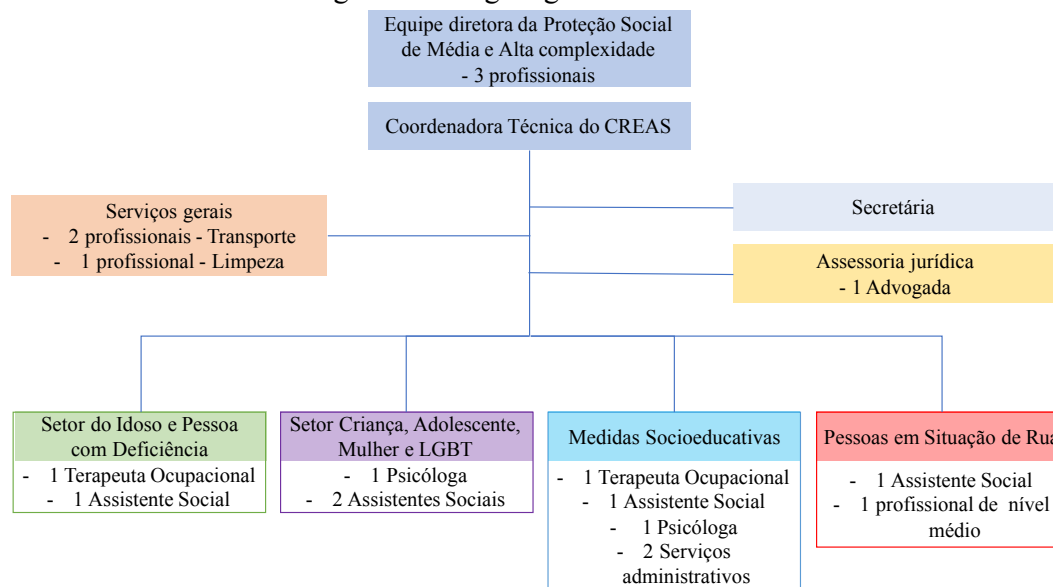 Equipe diretora da Proteção Social
de Média e Alta complexidade
- 3 profissionais
Coordenadora Técnica do CREAS
Serviços gerais
- 2 profissionais - Transporte
- 1 profissional - Limpeza
Secretária
Assessoria jurídica
- 1 Advogada
Setor do Idoso e Pessoa
com Deficiência
- 1 Terapeuta Ocupacional
- 1 Assistente Social
Setor Criança, Adolescente,
Mulher e LGBT
- 1 Psicóloga
- 2 Assistentes Sociais
Medidas Socioeducativas
- 1 Terapeuta Ocupacional
- 1 Assistente Social
- 1 Psicóloga
- 2 Serviços
administrativos
Pessoas em Situação de Rua
- 1 Assistente Social
- 1 profissional de nível
médio